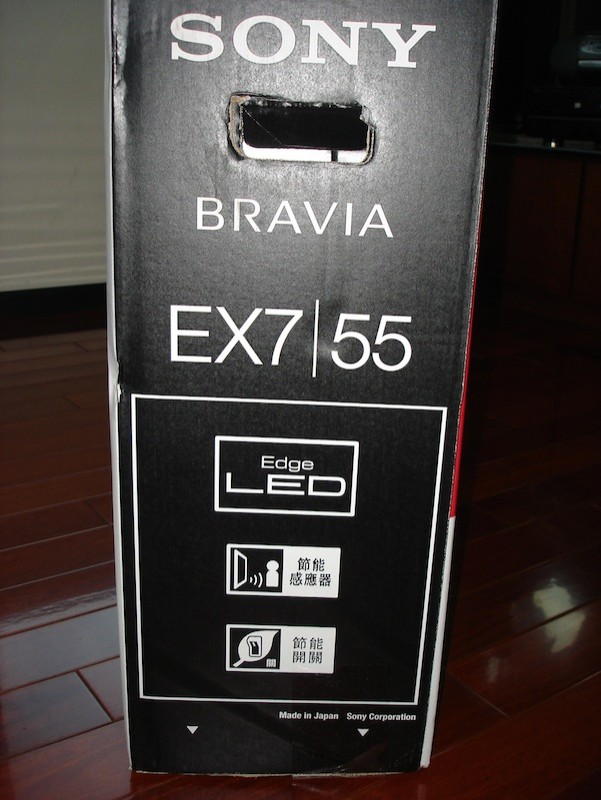 SONY
BRAVIA
EX7|55
Edge
LED
節能
感應器
節能
開關
關
Made in Japan Sony Corporation